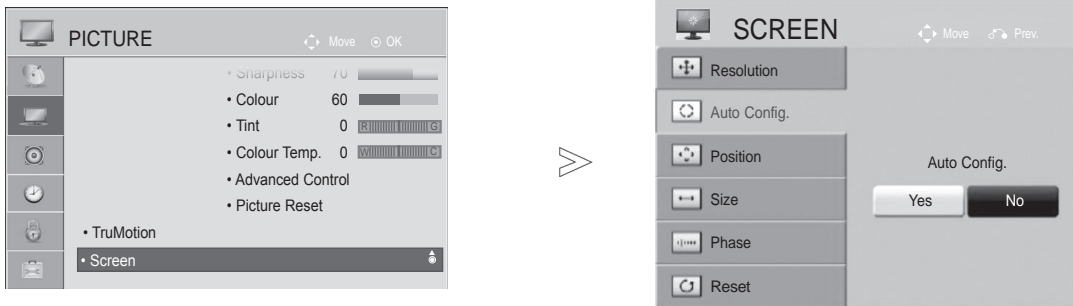 PICTURE
Move OK
• Sharpness 70
• Colour 60
• Tint 0 R G
• Colour Temp. 0 W C
• Advanced Control
• Picture Reset
• TruMotion
• Screen
SCREEN
Move Prev.
Resolution
Auto Config.
Position
Size
Phase
Reset
Auto Config.
Yes No